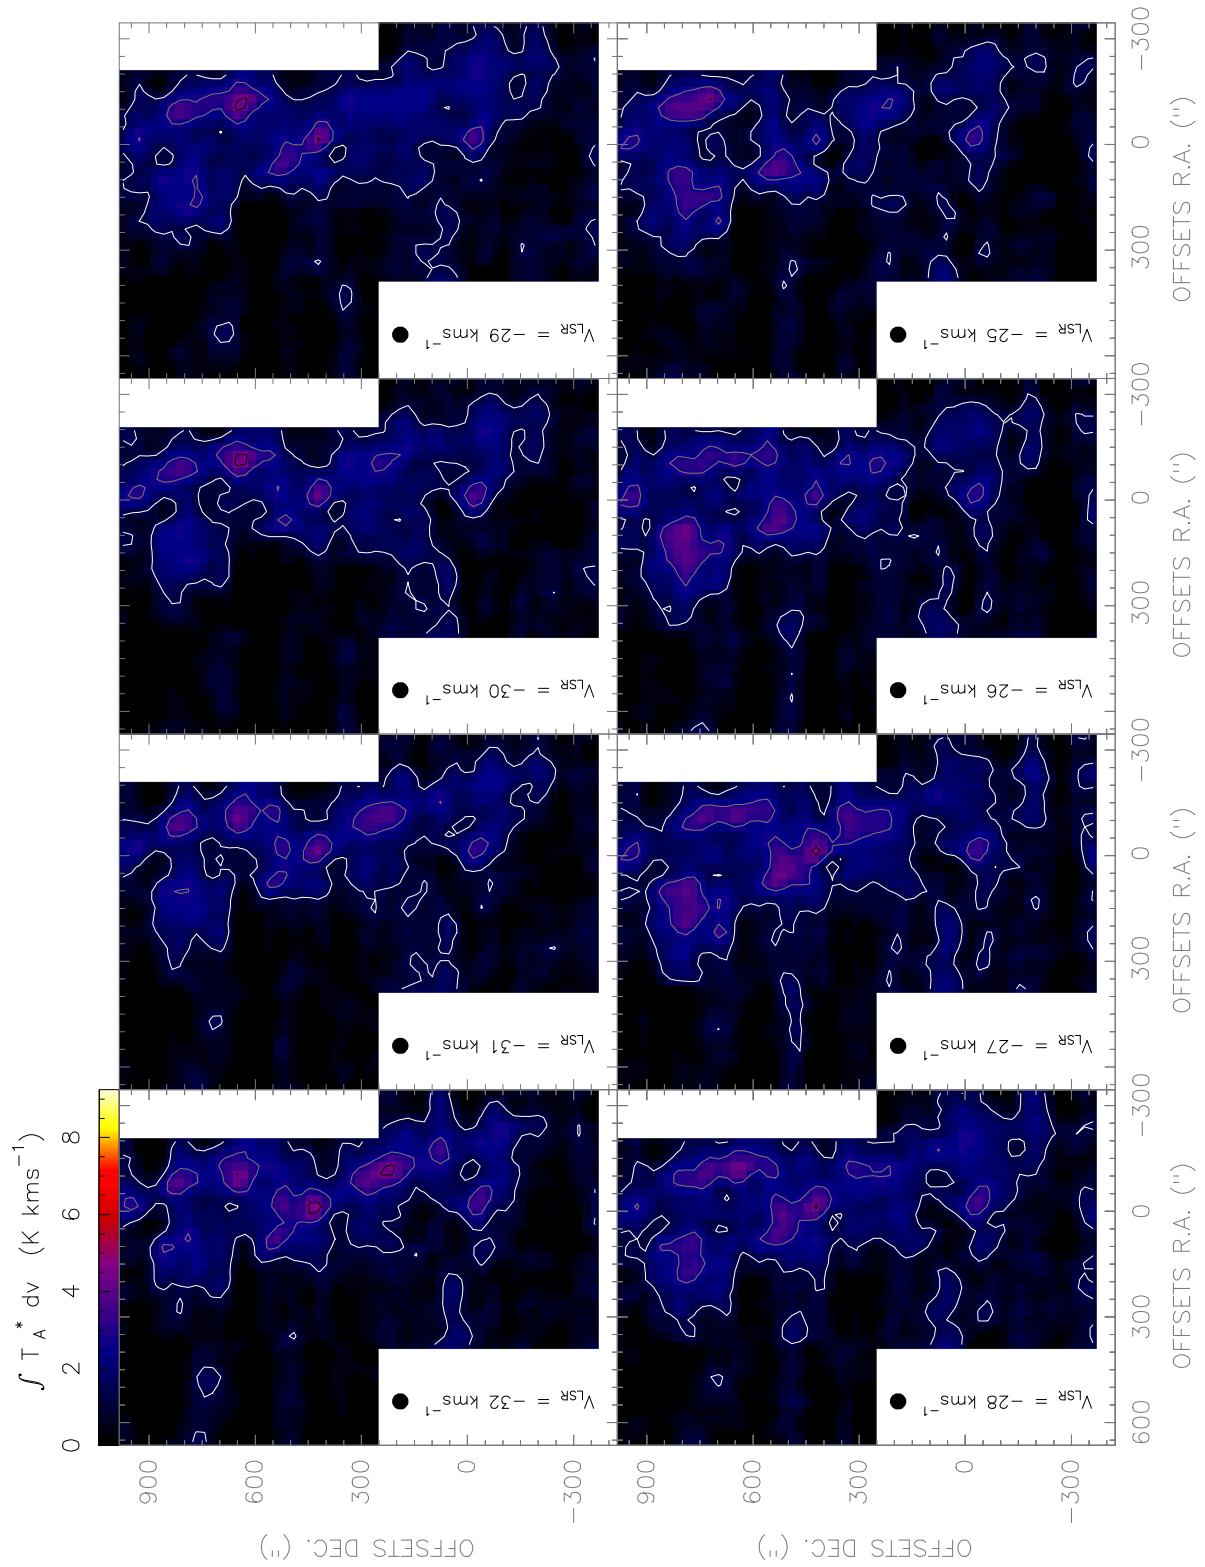 ∫ T_A* dv (K kms⁻¹)
0 2 4 6 8
V_LSR = −32 kms⁻¹
V_LSR = −31 kms⁻¹
V_LSR = −30 kms⁻¹
V_LSR = −29 kms⁻¹
900 600 300 0 −300
OFFSETS DEC. (")
V_LSR = −28 kms⁻¹
V_LSR = −27 kms⁻¹
V_LSR = −26 kms⁻¹
V_LSR = −25 kms⁻¹
900 600 300 0 −300
OFFSETS DEC. (")
600 300 0 −300
OFFSETS R.A. (")
300 0 −300
OFFSETS R.A. (")
300 0 −300
OFFSETS R.A. (")
300 0 −300
OFFSETS R.A. (")